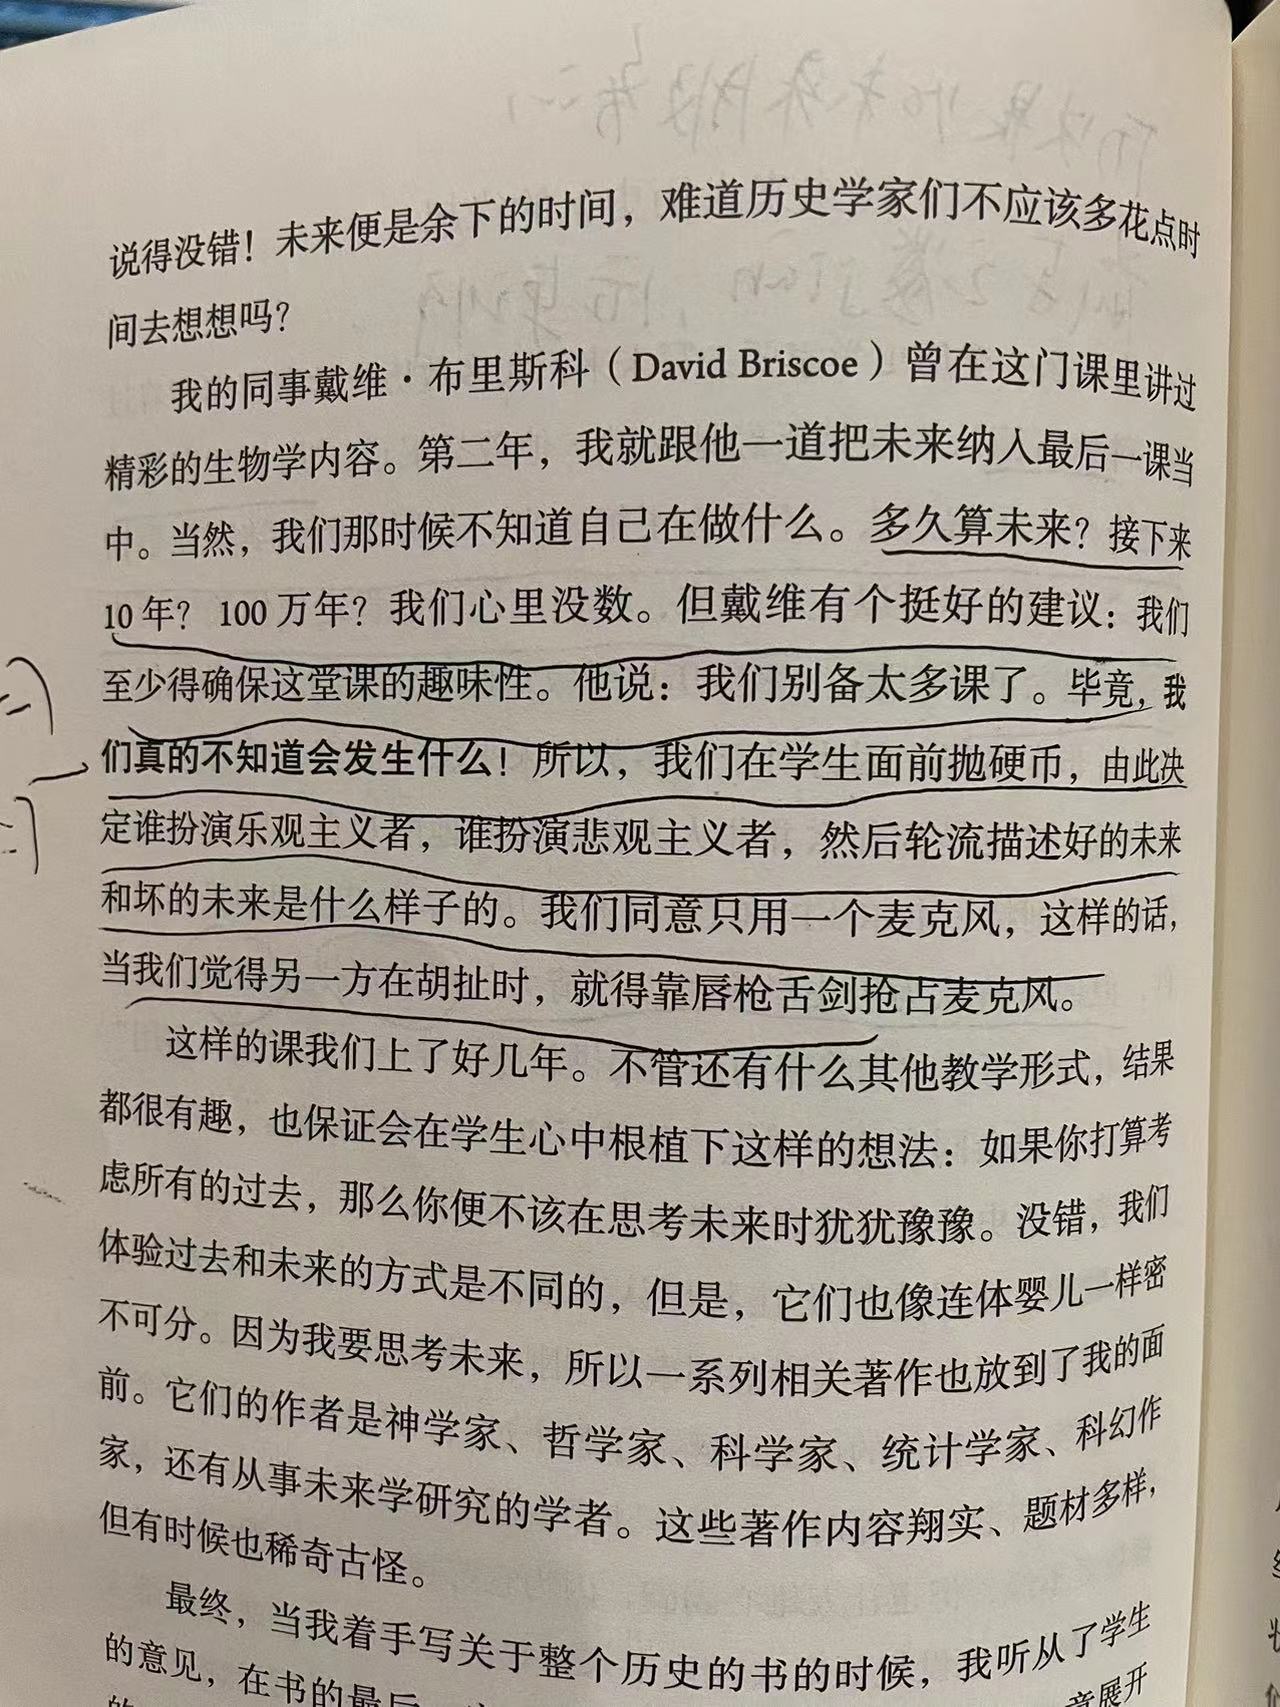 说得没错！未来便是余下的时间，难道历史学家们不应该多花点时
间去想想吗？
我的同事戴维·布里斯科（David Briscoe）曾在这门课里讲过
精彩的生物学内容。第二年，我就跟他一道把未来纳入最后一课当
中。当然，我们那时候不知道自己在做什么。多久算未来？接下来
10 年？ 100 万年？我们心里没数。但戴维有个挺好的建议：我们
至少得确保这堂课的趣味性。他说：我们别备太多课了。毕竟，我
们真的不知道会发生什么！所以，我们在学生面前抛硬币，由此决
定谁扮演乐观主义者，谁扮演悲观主义者，然后轮流描述好的未来
和坏的未来是什么样子的。我们同意只用一个麦克风，这样的话，
当我们觉得另一方在胡扯时，就得靠唇枪舌剑抢占麦克风。
这样的课我们上了好几年。不管还有什么其他教学形式，结果
都很有趣，也保证会在学生心中根植下这样的想法：如果你打算考
虑所有的过去，那么你便不该在思考未来时犹犹豫豫。没错，我们
体验过去和未来的方式是不同的，但是，它们也像连体婴儿一样密
不可分。因为我要思考未来，所以一系列相关著作也放到了我的面
前。它们的作者是神学家、哲学家、科学家、统计学家、科幻作
家，还有从事未来学研究的学者。这些著作内容翔实、题材多样，
但有时候也稀奇古怪。
最终，当我着手写关于整个历史的书的时候，我听从了学生
的意见，在书的最后
章展开